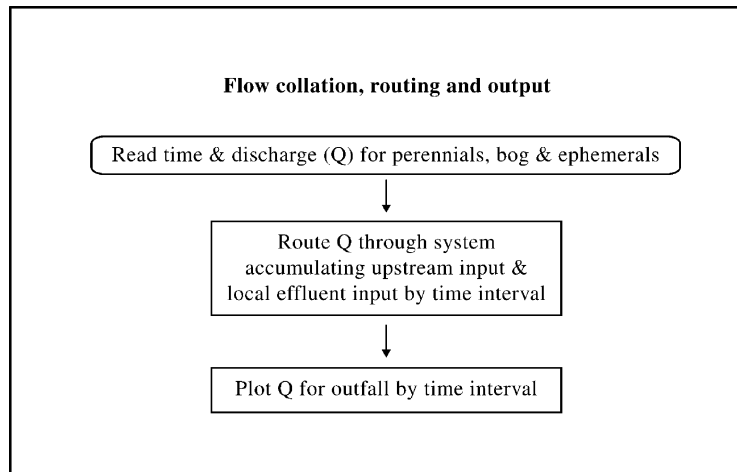 Flow collation, routing and output
Read time & discharge (Q) for perennials, bog & ephemerals
Route Q through system
accumulating upstream input &
local effluent input by time interval
Plot Q for outfall by time interval